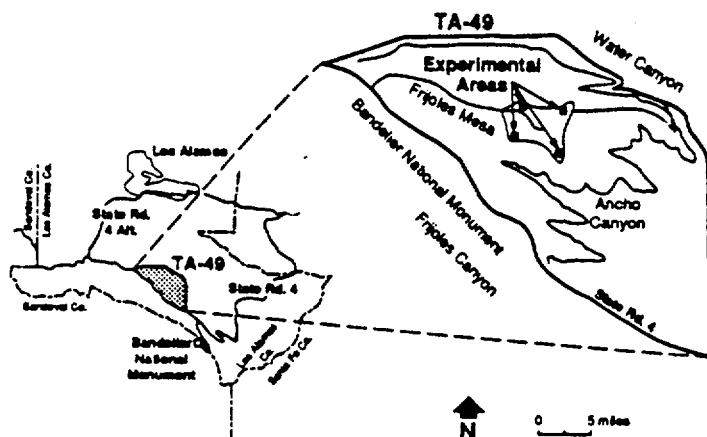 TA-49
Water Canyon
Experimental
Areas
Frijoles Mesa
Bandelier National Monument
Frijoles Canyon
Ancho
Canyon
State Rd. 4
Los Alamos
Sandoval Co.
Los Alamos Co.
State Rd.
4 Alt.
TA-49
Sandoval Co.
State Rd. 4
Bandelier
National
Monument
Los Alamos
Co.
Santa Fe Co.
N
0 5 miles